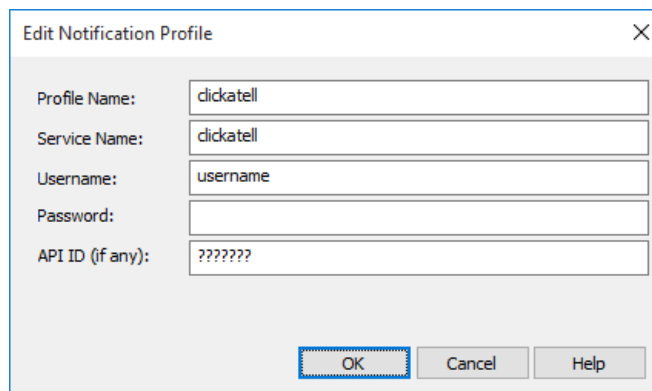 Edit Notification Profile
Profile Name: clickatell
Service Name: clickatell
Username: username
Password:
API ID (if any): ???????
OK Cancel Help